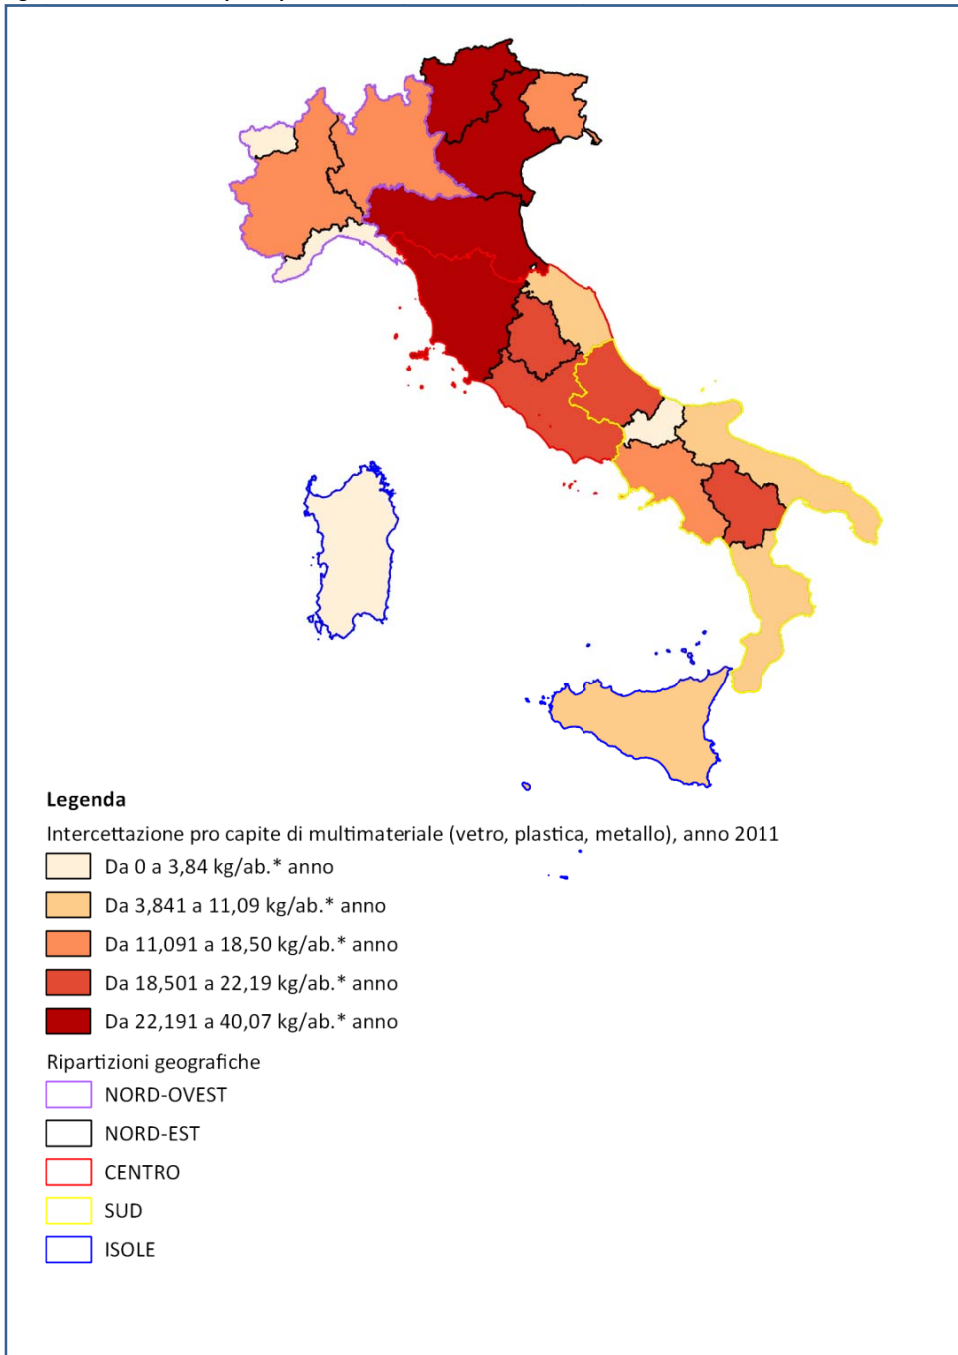 Legenda
Intercettazione pro capite di multimateriale (vetro, plastica, metallo), anno 2011
Da 0 a 3,84 kg/ab.* anno
Da 3,841 a 11,09 kg/ab.* anno
Da 11,091 a 18,50 kg/ab.* anno
Da 18,501 a 22,19 kg/ab.* anno
Da 22,191 a 40,07 kg/ab.* anno
Ripartizioni geografiche
NORD-OVEST
NORD-EST
CENTRO
SUD
ISOLE